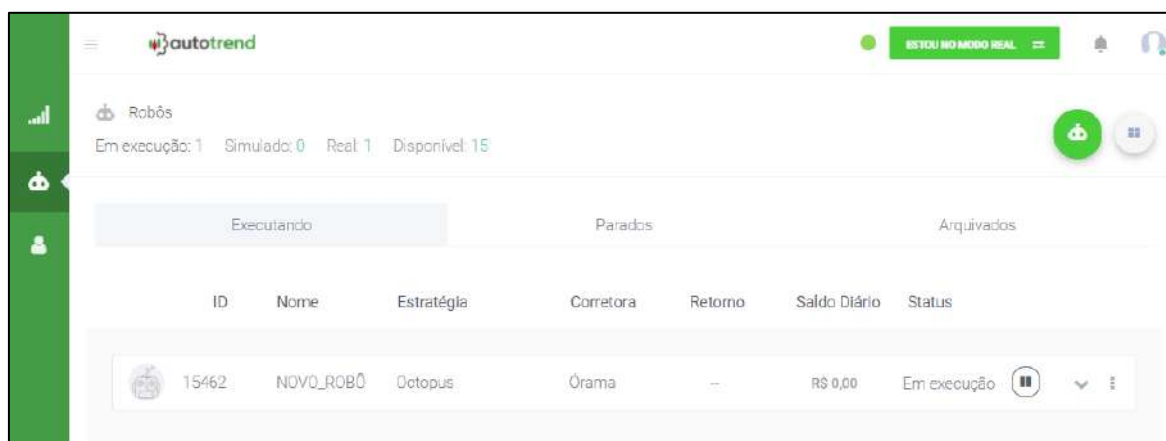 autotrend
ESTOU NO MODO REAL
Robôs
Em execução: 1 Simulado: 0 Real: 1 Disponível: 15
Executando Parados Arquivados
ID Nome Estratégia Corretora Retorno Saldo Diário Status
15462 NOVO_ROBÔ Octopus Órama -- R$ 0,00 Em execução